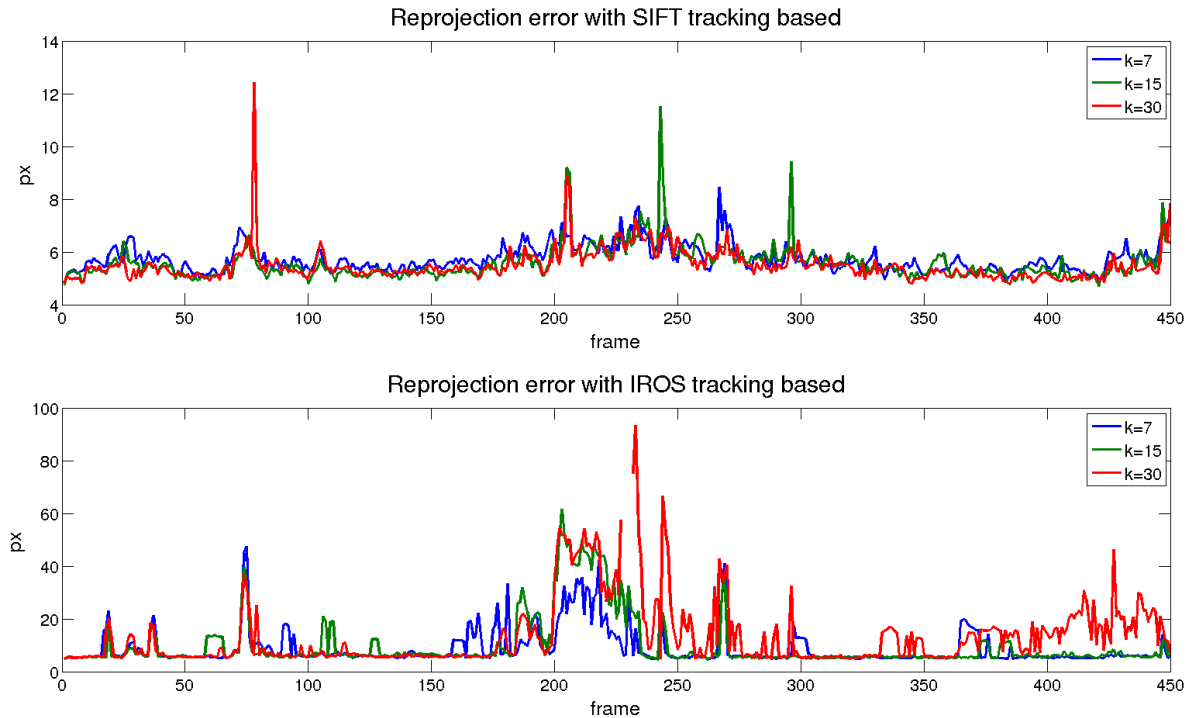 Reprojection error with SIFT tracking based
14
12
10
8
6
4
px
k=7
k=15
k=30
0 50 100 150 200 250 300 350 400 450
frame
Reprojection error with IROS tracking based
100
80
60
40
20
0
px
k=7
k=15
k=30
0 50 100 150 200 250 300 350 400 450
frame